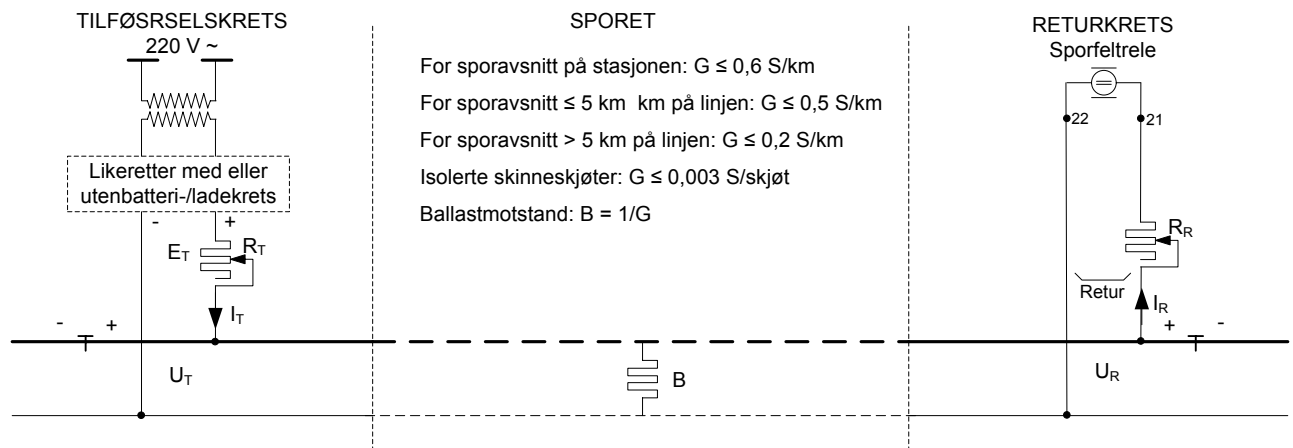 TILFØSRSELSKRETS
220 V ~
Likeretter med eller
utenbatteri-/ladekrets
-
+
E_T
R_T
I_T
-
+
U_T
SPORET
For sporavsnitt på stasjonen: G ≤ 0,6 S/km
For sporavsnitt ≤ 5 km km på linjen: G ≤ 0,5 S/km
For sporavsnitt > 5 km på linjen: G ≤ 0,2 S/km
Isolerte skinneskjøter: G ≤ 0,003 S/skjøt
Ballastmotstand: B = 1/G
B
RETURKRETS
Sporfeltrele
22
21
R_R
Retur
I_R
+
-
U_R